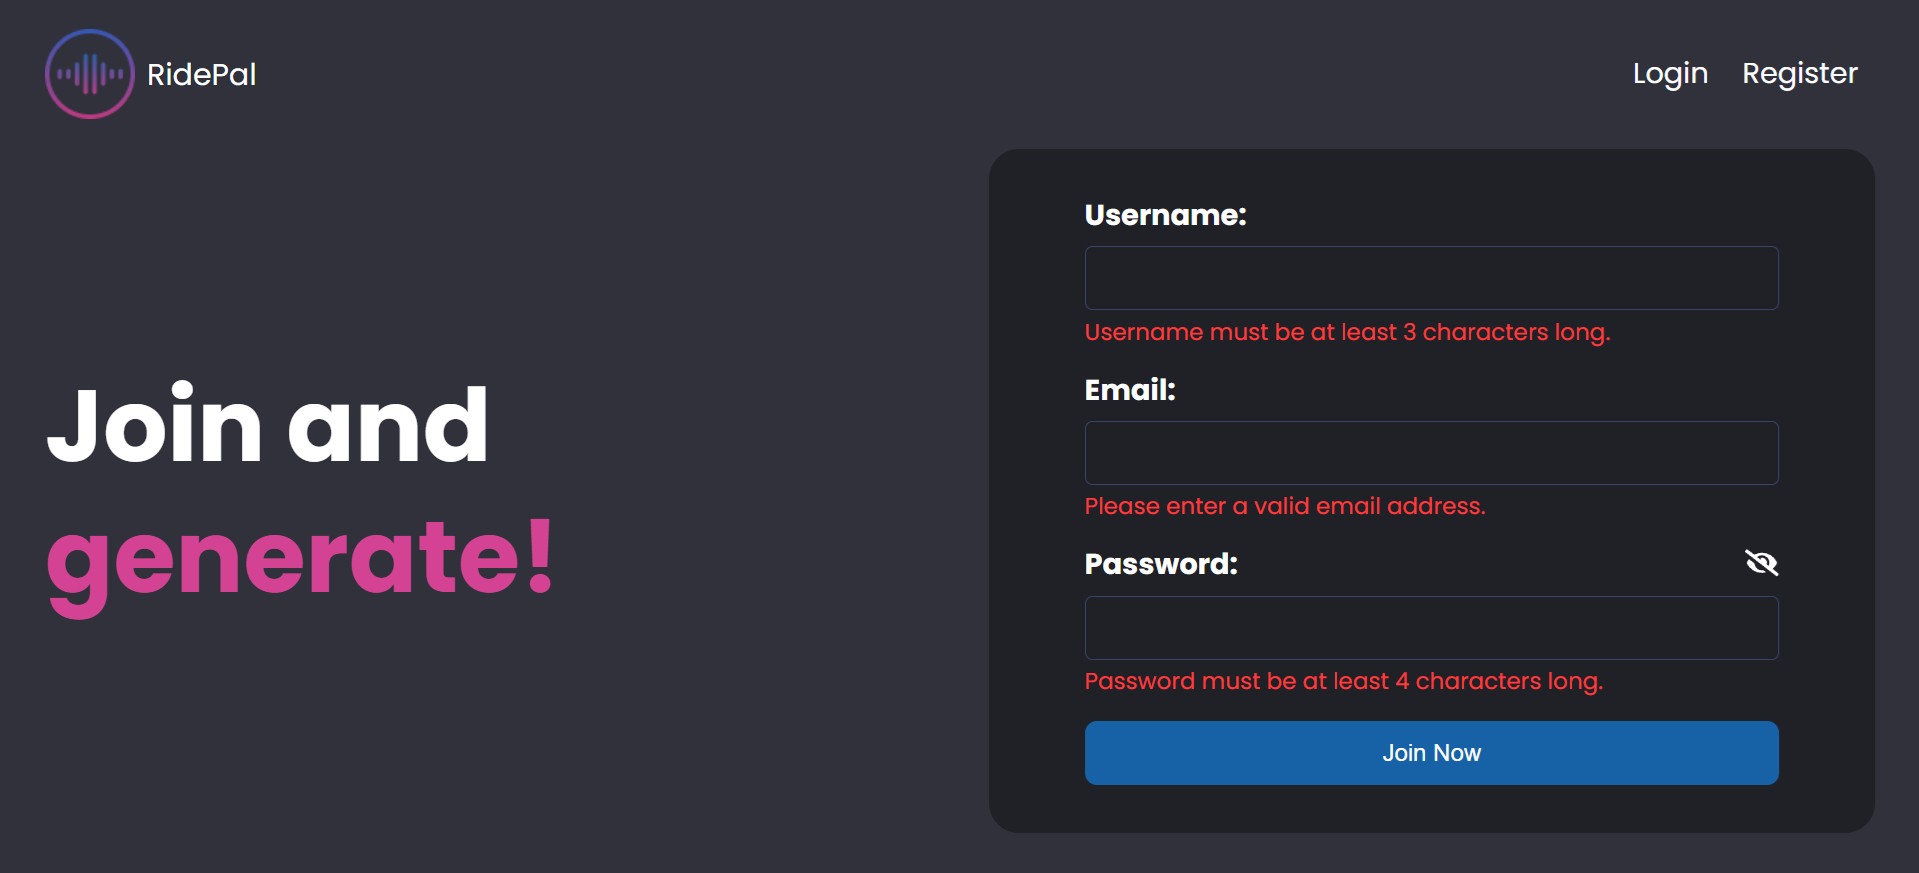 RidePal
Login
Register
Join and
generate!
Username:
Username must be at least 3 characters long.
Email:
Please enter a valid email address.
Password:
Password must be at least 4 characters long.
Join Now